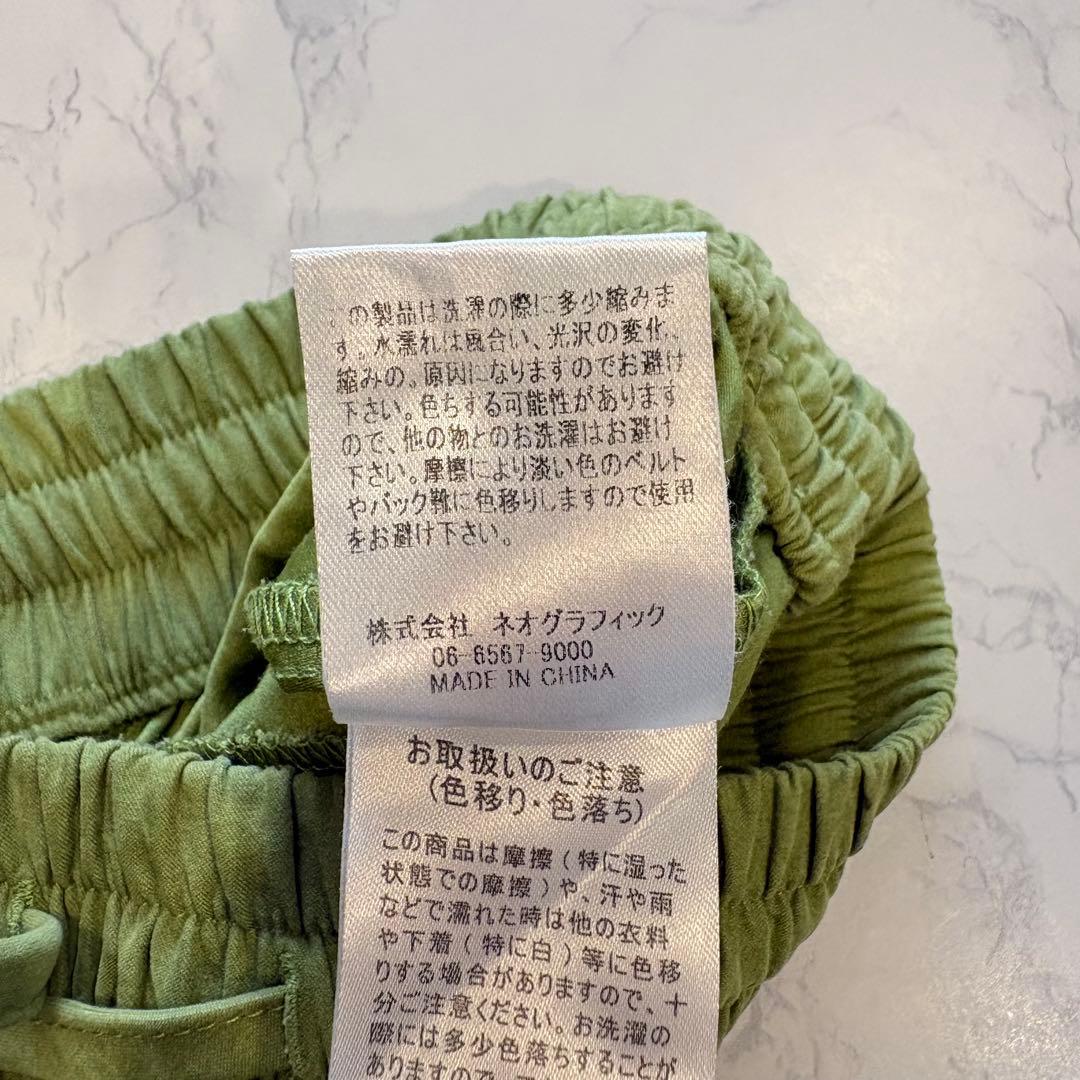 の製品は洗濯の際に多少縮みま
す。水濡れは風合い、光沢の変化、
縮みの。原因になりますのでお避け
下さい。色ちする可能性があります
ので、他の物とのお洗濯はお避け
下さい。摩擦により淡い色のベルト
やバック靴に色移りしますので使用
をお避け下さい。
株式会社 ネオグラフィック
06-6567-9000
MADE IN CHINA
お取扱いのご注意
(色移り・色落ち)
この商品は摩擦(特に湿った
状態での摩擦)や、汗や雨
などで濡れた時は他の衣料
や下着(特に白)等に色移
りする場合がありますので、十
分ご注意ください。お洗濯の
際には多少色落ちすることが
ありますので